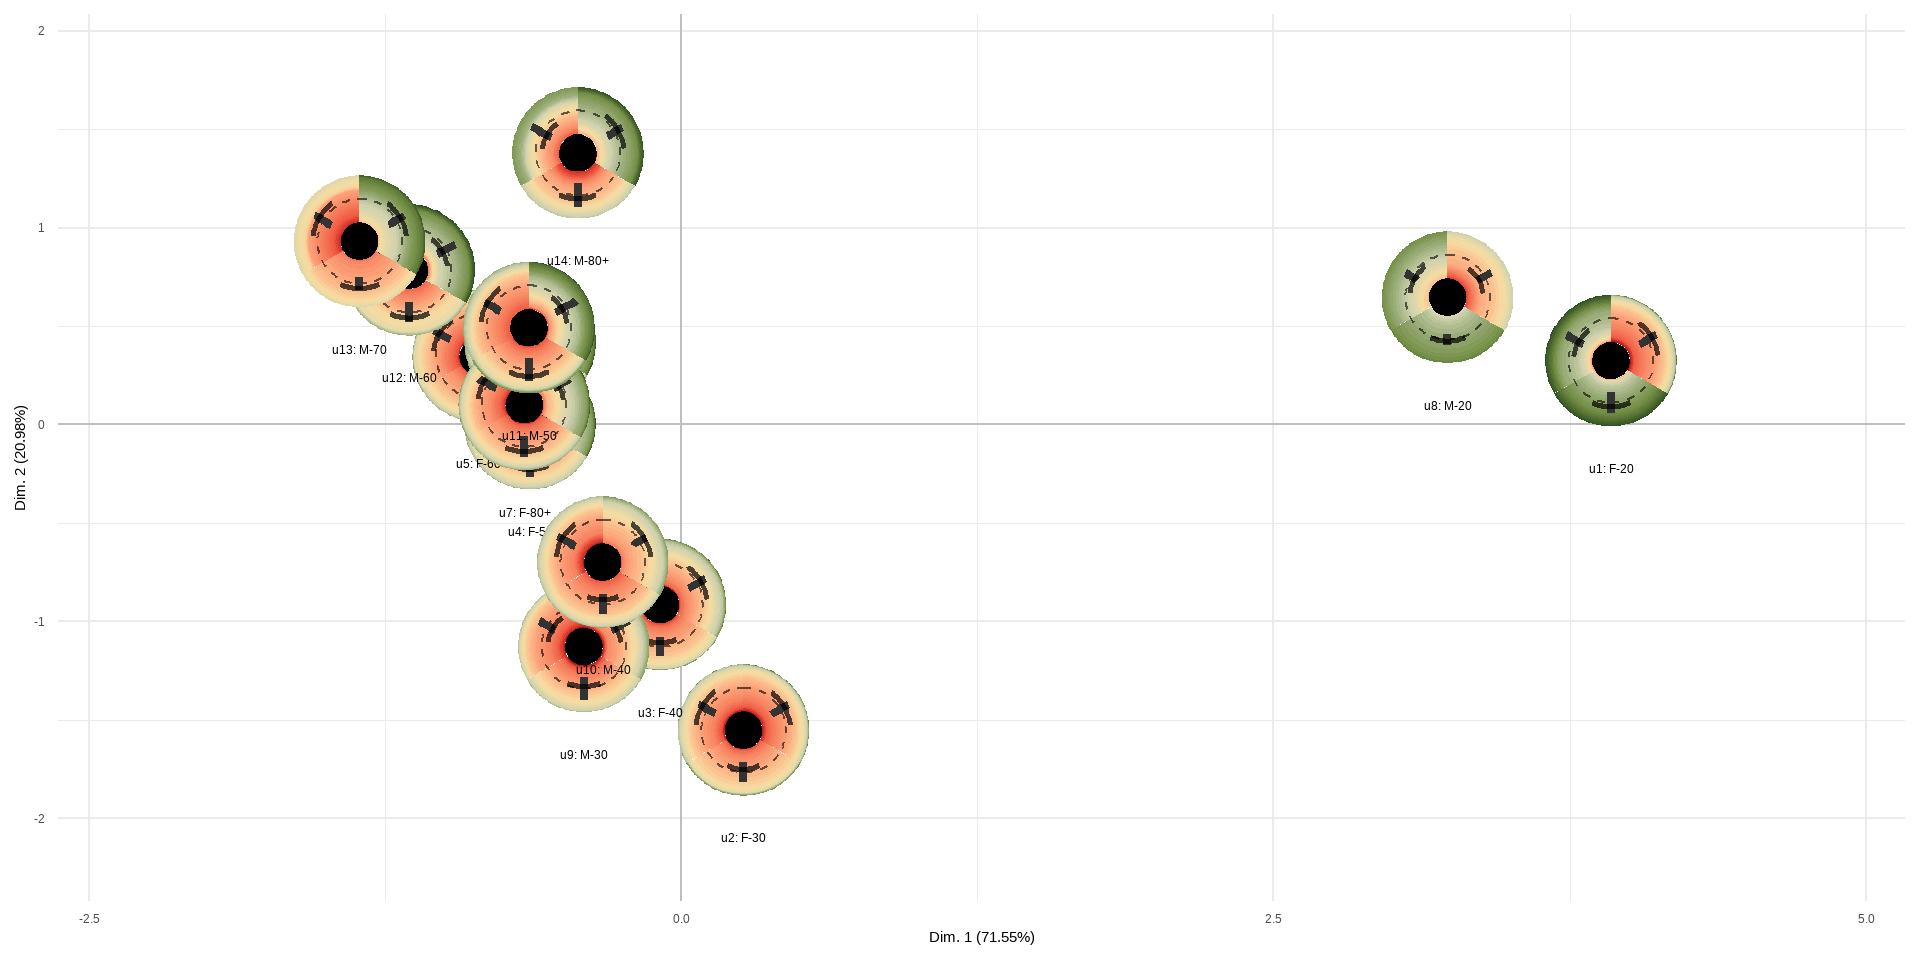 2
1
0
-1
-2
Dim. 2 (20.98%)
u14: M-80+
u13: M-70
u12: M-60
u8: M-20
u11: M-50
u5: F-60
u1: F-20
u7: F-80+
u4: F-5
u10: M-40
u3: F-40
u9: M-30
u2: F-30
-2.5
0.0
2.5
5.0
Dim. 1 (71.55%)